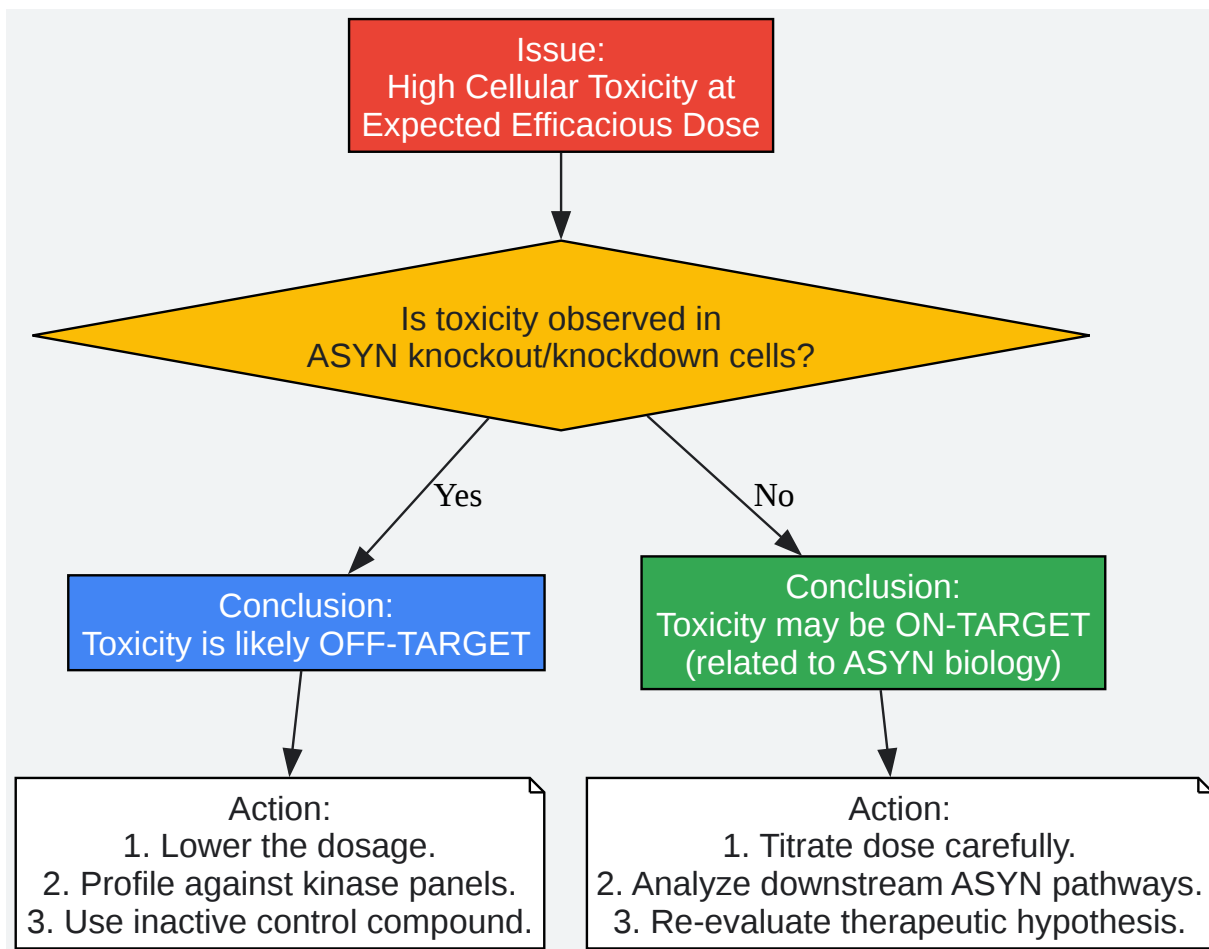 Issue:
High Cellular Toxicity at
Expected Efficacious Dose
Is toxicity observed in
ASYN knockout/knockdown cells?
Yes
No
Conclusion:
Toxicity is likely OFF-TARGET
Conclusion:
Toxicity may be ON-TARGET
(related to ASYN biology)
Action:
1. Lower the dosage.
2. Profile against kinase panels.
3. Use inactive control compound.
Action:
1. Titrate dose carefully.
2. Analyze downstream ASYN pathways.
3. Re-evaluate therapeutic hypothesis.